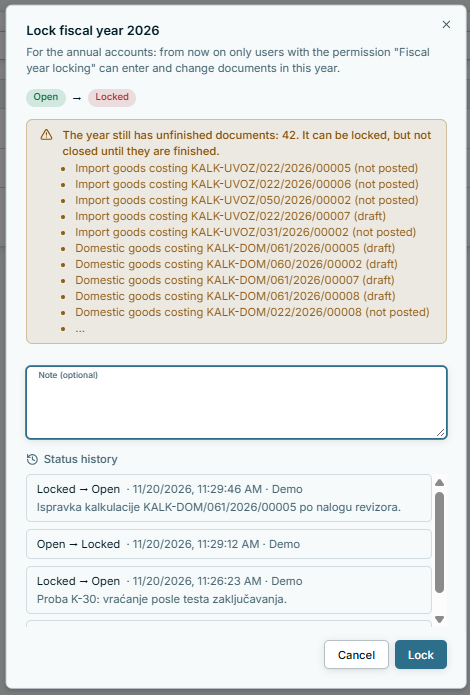 Lock fiscal year 2026
For the annual accounts: from now on only users with the permission "Fiscal
year locking" can enter and change documents in this year.
Open → Locked
The year still has unfinished documents: 42. It can be locked, but not
closed until they are finished.
• Import goods costing KALK-UVOZ/022/2026/00005 (not posted)
• Import goods costing KALK-UVOZ/022/2026/00006 (not posted)
• Import goods costing KALK-UVOZ/050/2026/00002 (not posted)
• Import goods costing KALK-UVOZ/022/2026/00007 (draft)
• Import goods costing KALK-UVOZ/031/2026/00002 (not posted)
• Domestic goods costing KALK-DOM/061/2026/00005 (draft)
• Domestic goods costing KALK-DOM/060/2026/00002 (draft)
• Domestic goods costing KALK-DOM/061/2026/00007 (draft)
• Domestic goods costing KALK-DOM/061/2026/00008 (draft)
• Domestic goods costing KALK-DOM/022/2026/00008 (not posted)
• ...
Note (optional)
Status history
Locked → Open · 11/20/2026, 11:29:46 AM · Demo
Ispravka kalkulacije KALK-DOM/061/2026/00005 po nalogu revizora.
Open → Locked · 11/20/2026, 11:29:12 AM · Demo
Locked → Open · 11/20/2026, 11:26:23 AM · Demo
Proba K-30: vraćanje posle testa zaključavanja.
Cancel
Lock